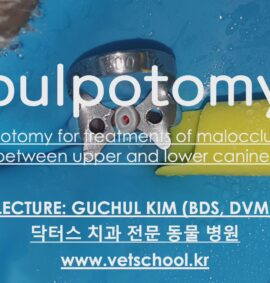 pulpotomy
otomy for treatments of malocclu
between upper and lower canine
LECTURE: GUCHUL KIM (BDS, DVM
닥터스 치과 전문 동물 병원
www.vetschool.kr